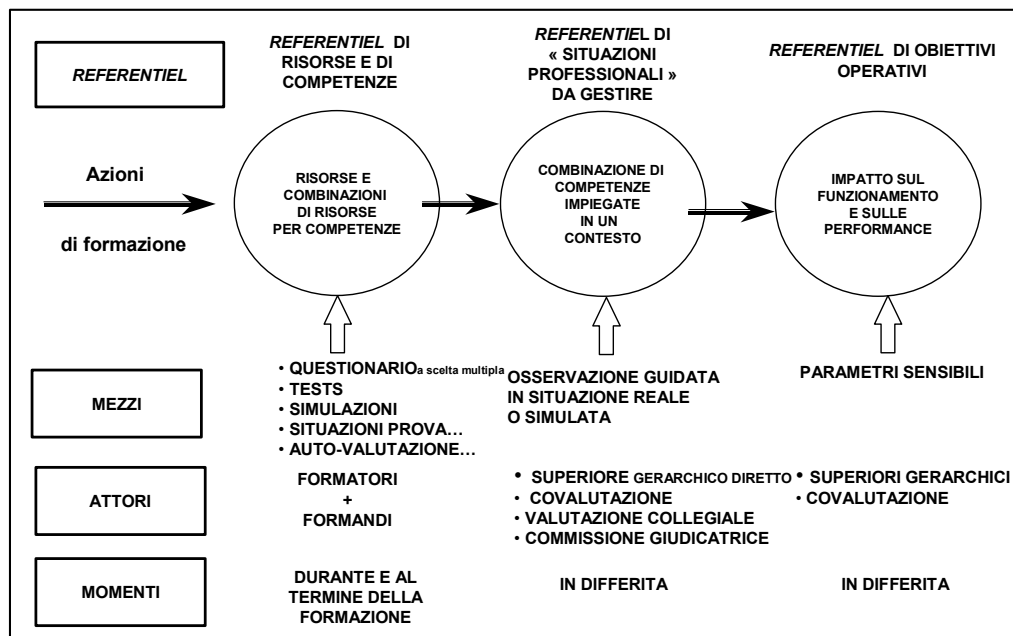 REFERENTIEL
REFERENTIEL DI
RISORSE E DI
COMPETENZE
REFERENTIEL DI
« SITUAZIONI
PROFESSIONALI »
DA GESTIRE
REFERENTIEL DI OBIETTIVI
OPERATIVI
Azioni
di formazione
RISORSE E
COMBINAZIONI
DI RISORSE
PER COMPETENZE
COMBINAZIONE DI
COMPETENZE
IMPIEGATE
IN UN
CONTESTO
IMPATTO SUL
FUNZIONAMENTO
E SULLE
PERFORMANCE
MEZZI
• QUESTIONARIO a scelta multipla
• TESTS
• SIMULAZIONI
• SITUAZIONI PROVA…
• AUTO-VALUTAZIONE…
OSSERVAZIONE GUIDATA
IN SITUAZIONE REALE
O SIMULATA
PARAMETRI SENSIBILI
ATTORI
FORMATORI
+
FORMANDI
• SUPERIORE GERARCHICO DIRETTO
• COVALUTAZIONE
• VALUTAZIONE COLLEGIALE
• COMMISSIONE GIUDICATRICE
• SUPERIORI GERARCHICI
• COVALUTAZIONE
MOMENTI
DURANTE E AL
TERMINE DELLA
FORMAZIONE
IN DIFFERITA
IN DIFFERITA